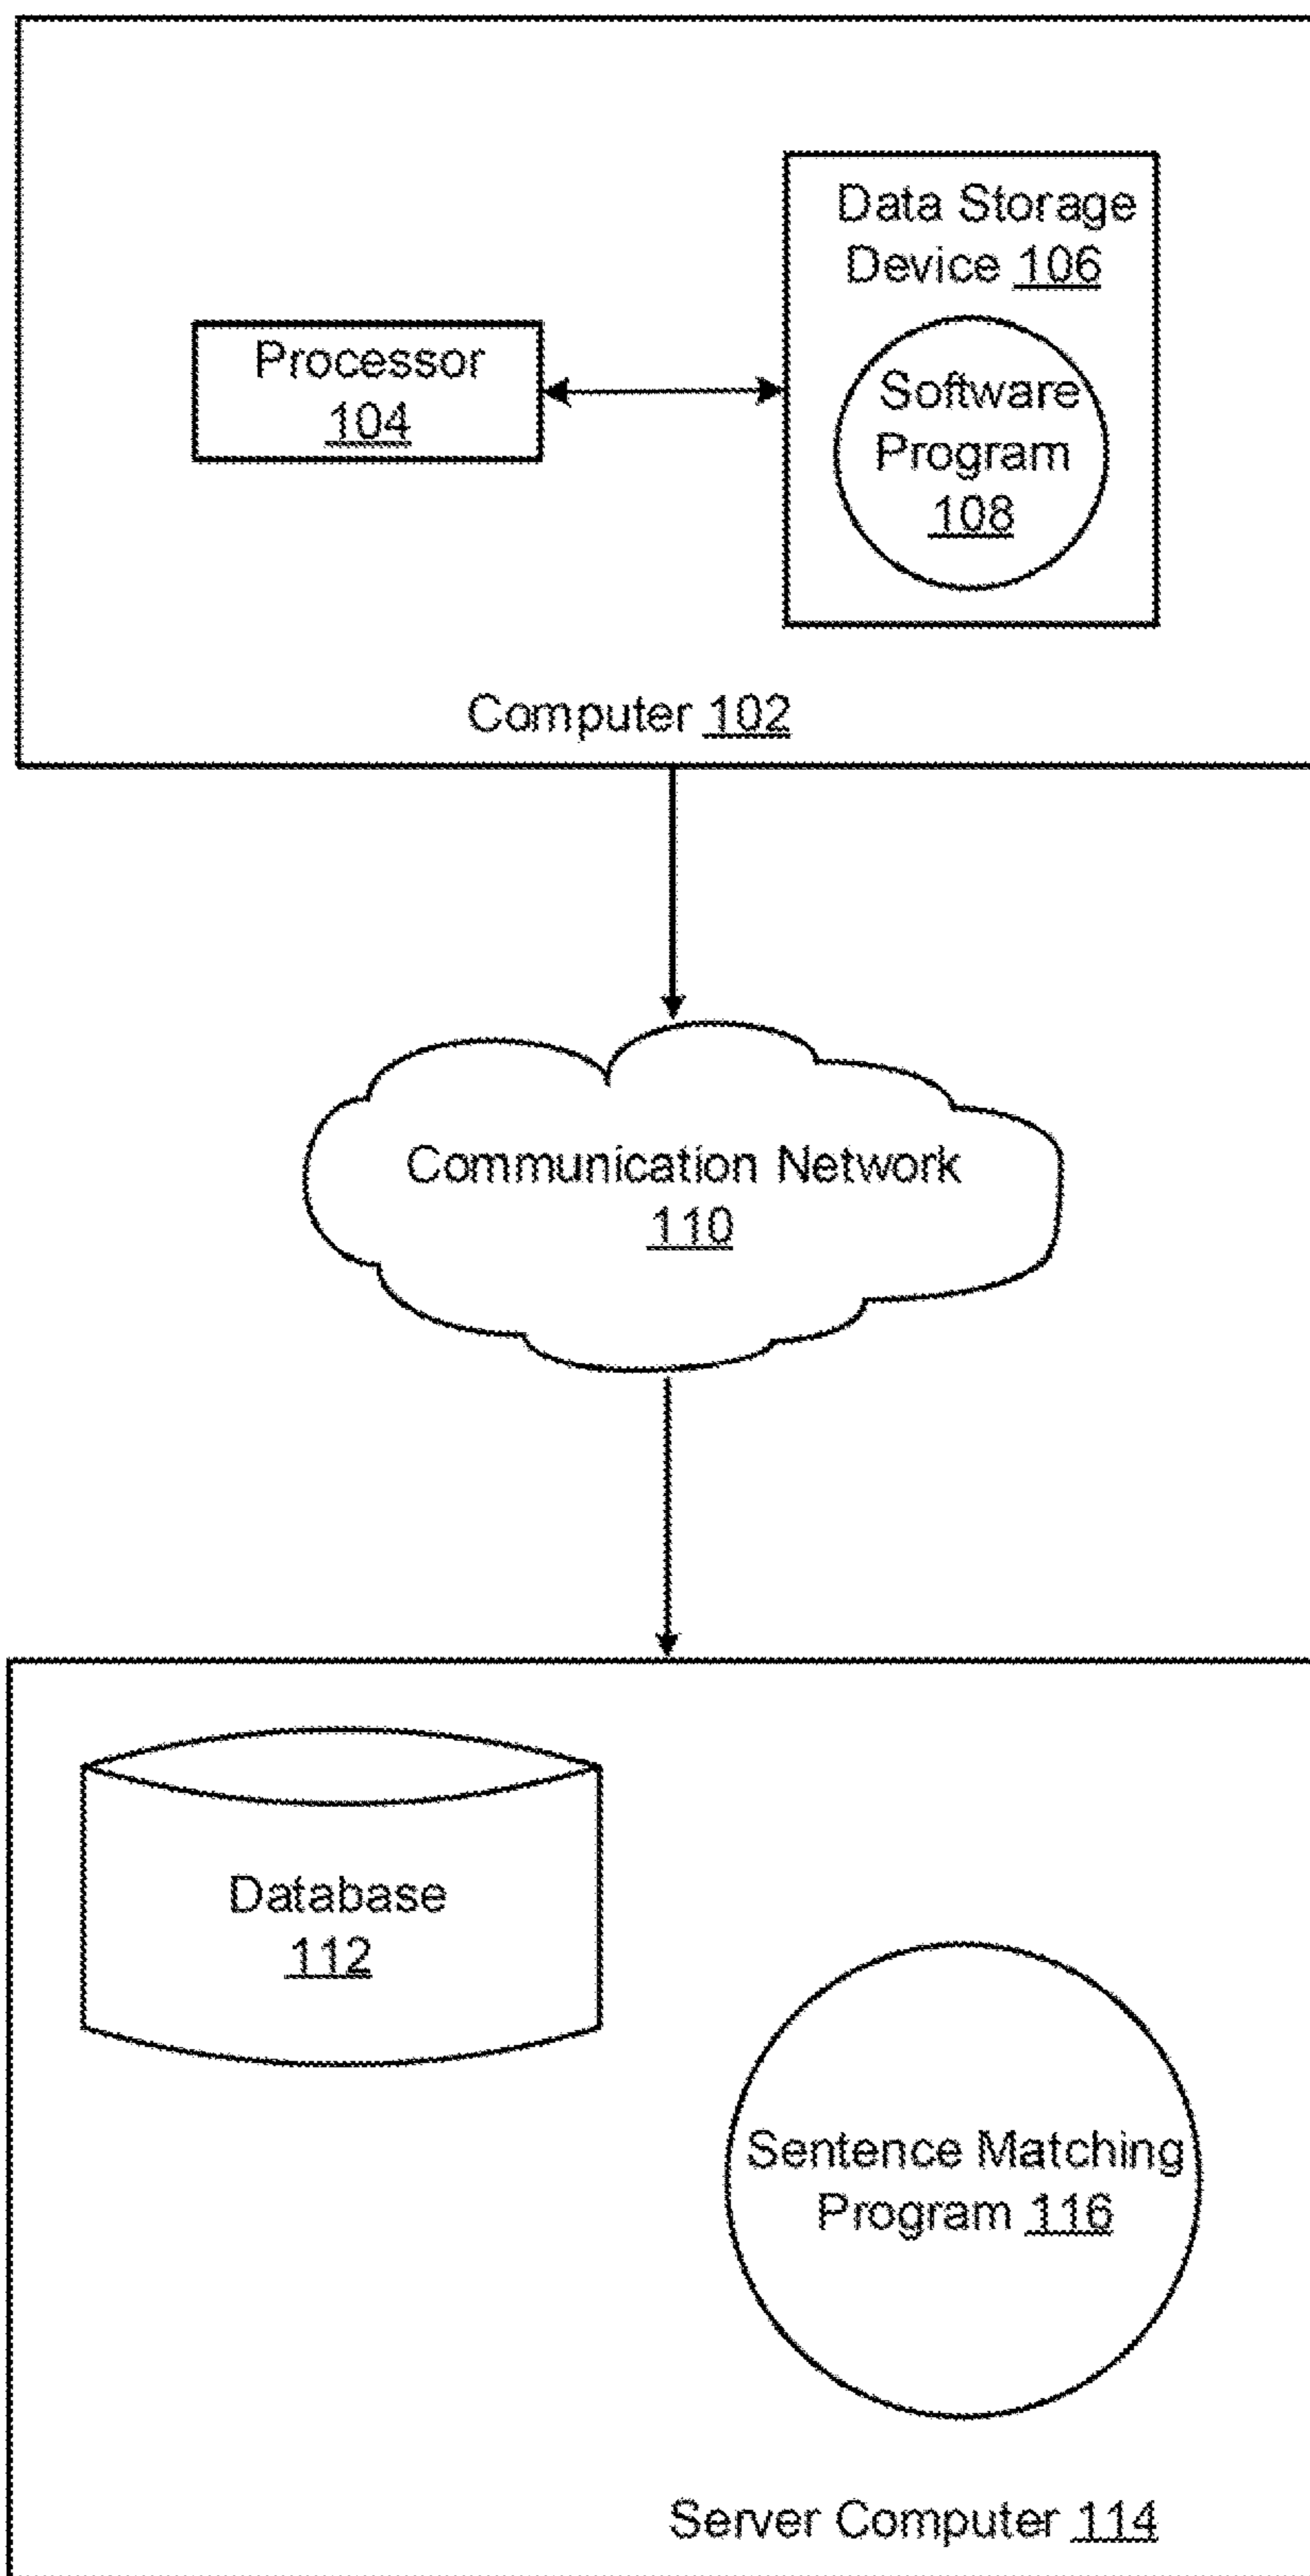 Data Storage
Device 106
Processor
104
Software
Program
108
Computer 102
Communication Network
110
Database
112
Sentence Matching
Program 116
Server Computer 114